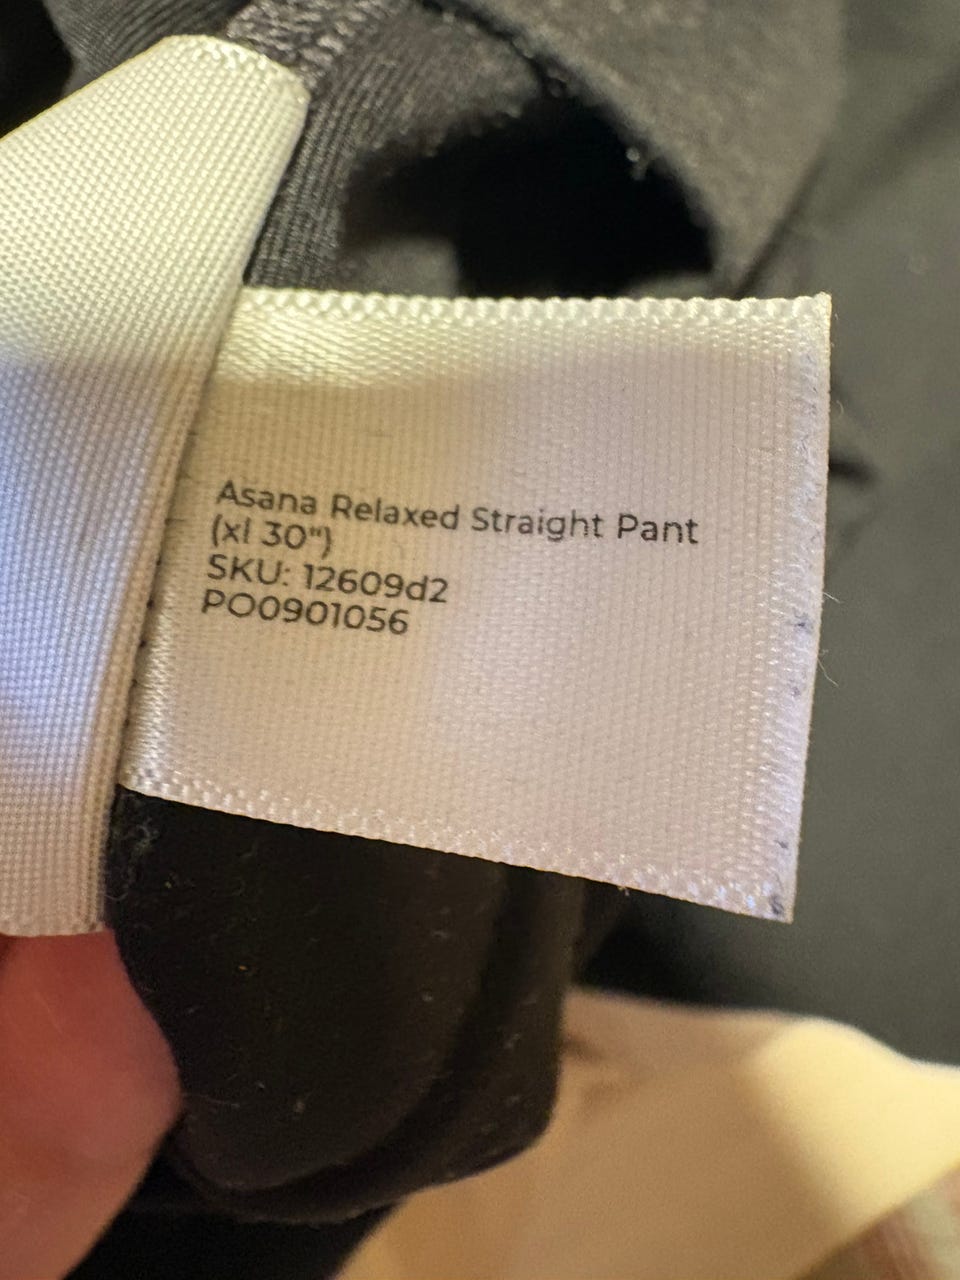 Asana Relaxed Straight Pant
(xl 30")
SKU: 12609d2
PO0901056